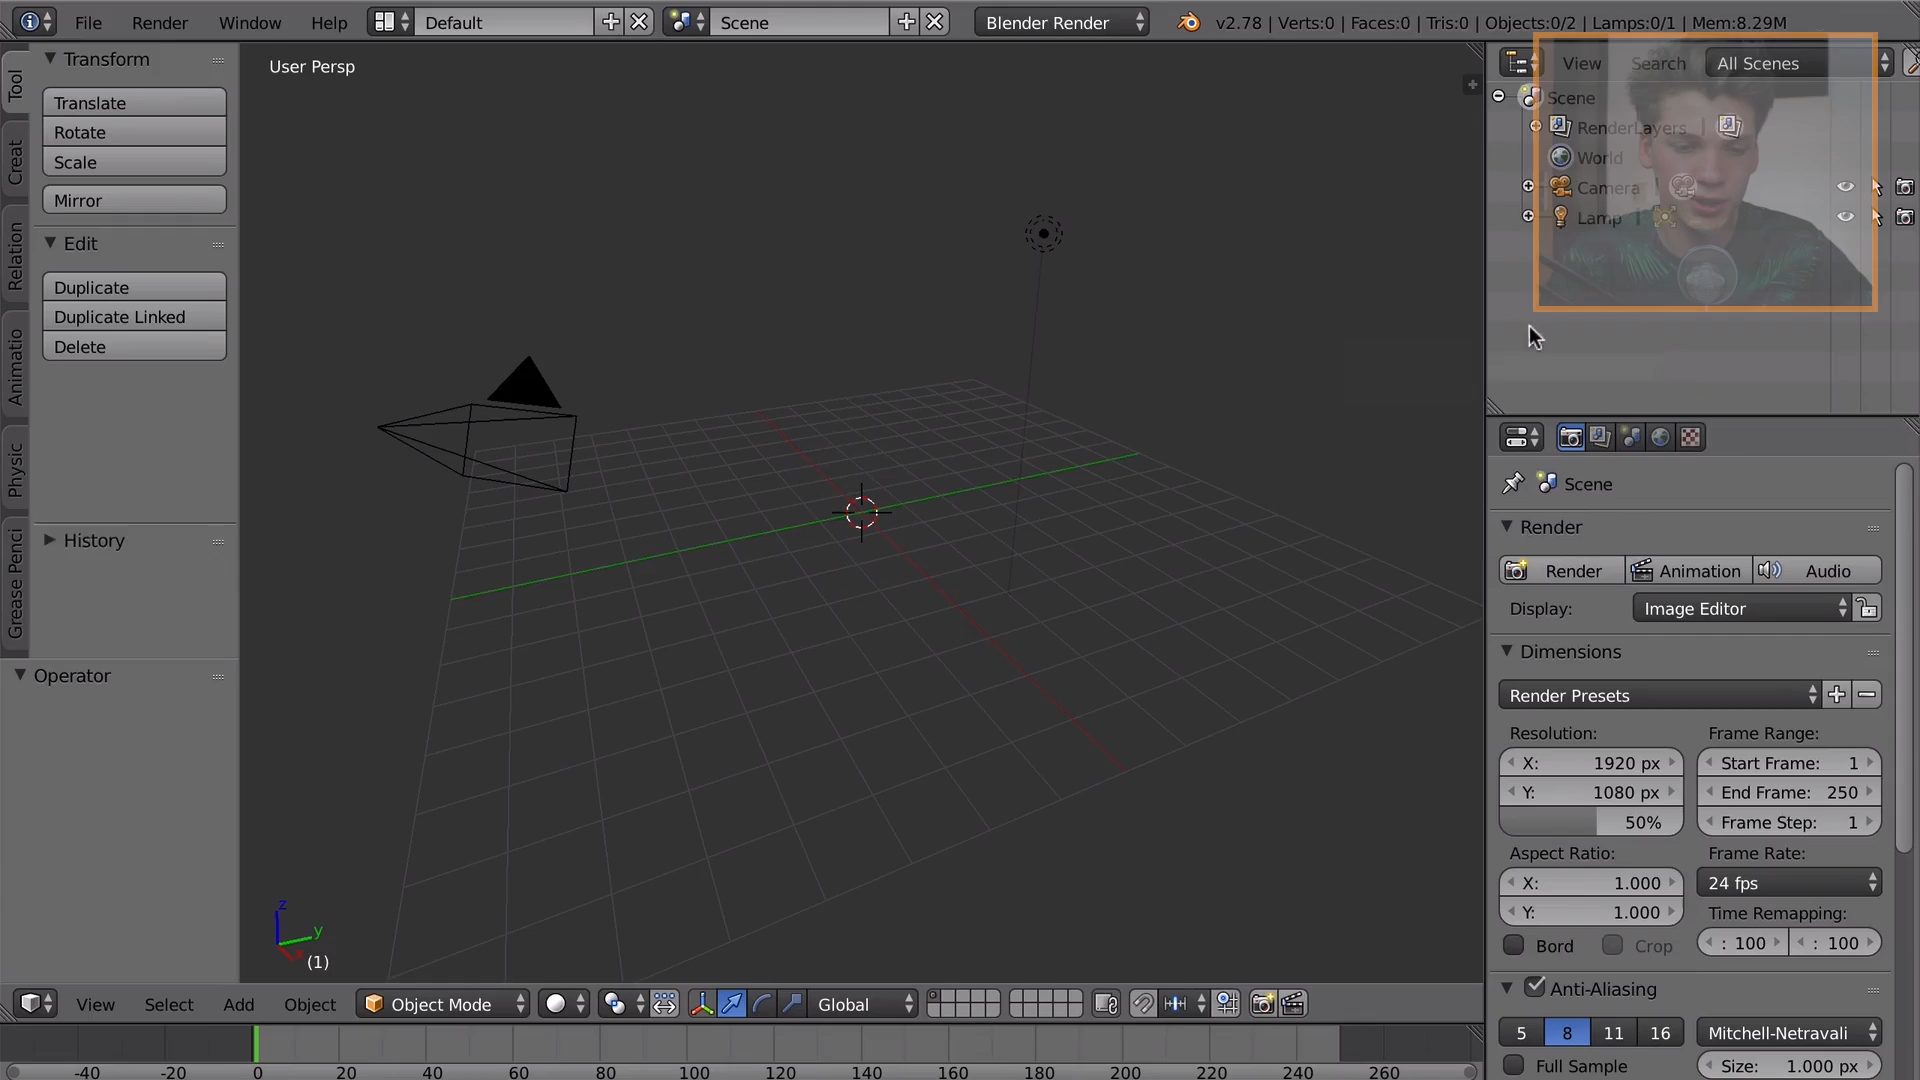 File Render Window Help Default Scene Blender Render v2.78 | Verts:0 | Faces:0 | Tris:0 | Objects:0/2 | Lamps:0/1 | Mem:8.29M
Tool
Creat
Relation
Animatio
Physic
Grease Penci
Transform
Translate
Rotate
Scale
Mirror
Edit
Duplicate
Duplicate Linked
Delete
History
Operator
User Persp
z
y
x
(1)
View Search All Scenes
Scene
RenderLayers |
World
Camera |
Lamp |
Scene
Render
Render Animation Audio
Display: Image Editor
Dimensions
Render Presets
Resolution:
X: 1920 px
Y: 1080 px
50%
Aspect Ratio:
X: 1.000
Y: 1.000
Bord Crop
Frame Range:
Start Frame: 1
End Frame: 250
Frame Step: 1
Frame Rate:
24 fps
Time Remapping:
: 100 : 100
Anti-Aliasing
5 8 11 16 Mitchell-Netravali
Full Sample Size: 1.000 px
View Select Add Object Object Mode Global
-40 -20 0 20 40 60 80 100 120 140 160 180 200 220 240 260